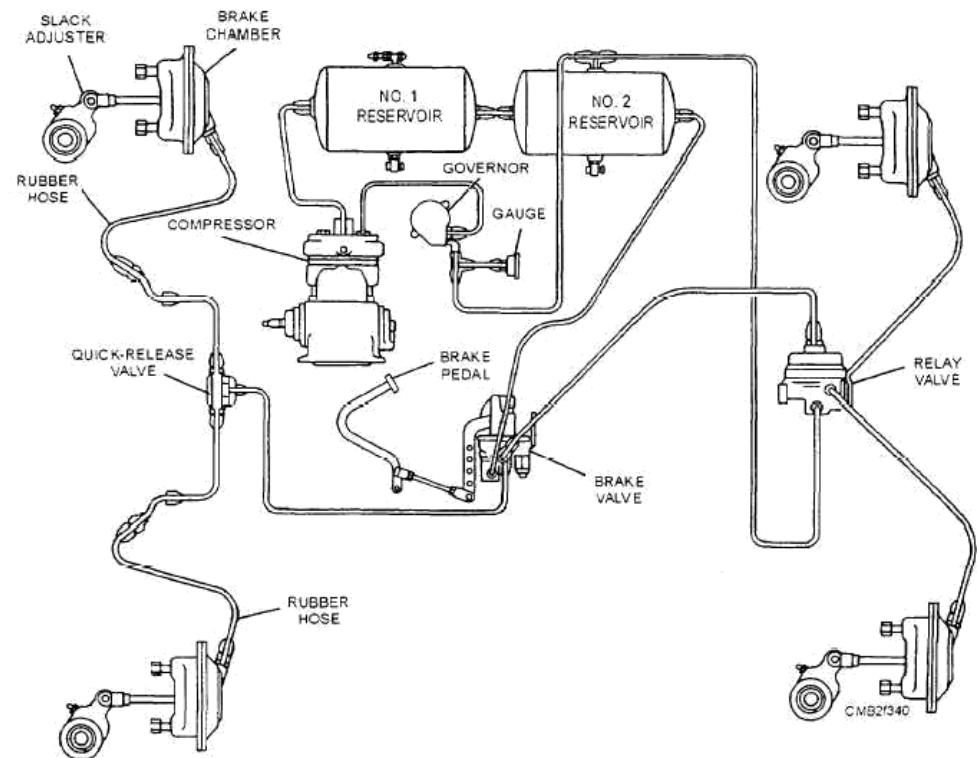 SLACK
ADJUSTER
BRAKE
CHAMBER
NO. 1
RESERVOIR
NO. 2
RESERVOIR
GOVERNOR
GAUGE
RUBBER
HOSE
COMPRESSOR
QUICK-RELEASE
VALVE
BRAKE
PEDAL
RELAY
VALVE
BRAKE
VALVE
RUBBER
HOSE
CMB2f340